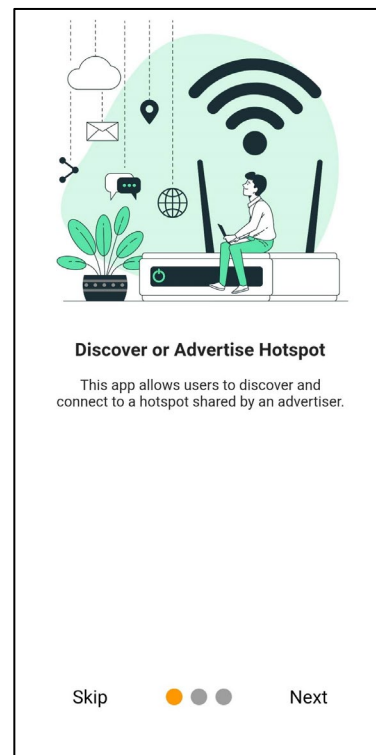 Discover or Advertise Hotspot
This app allows users to discover and
connect to a hotspot shared by an advertiser.
Skip
Next